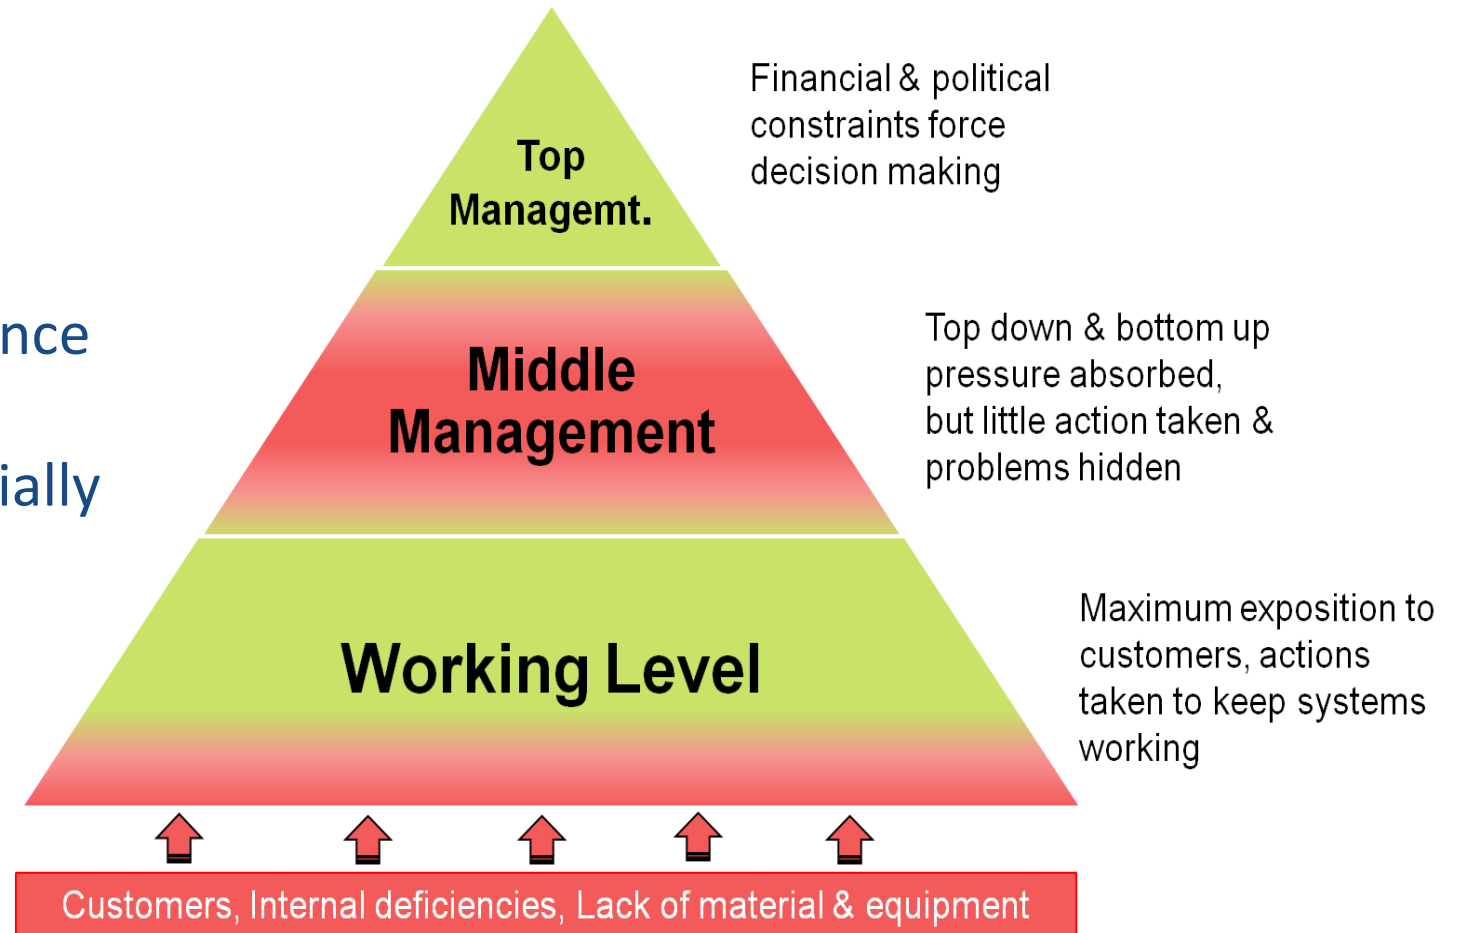 Top
Managemt.
Financial & political
constraints force
decision making
nce
ially
Middle
Management
Top down & bottom up
pressure absorbed,
but little action taken &
problems hidden
Working Level
Maximum exposition to
customers, actions
taken to keep systems
working
Customers, Internal deficiencies, Lack of material & equipment